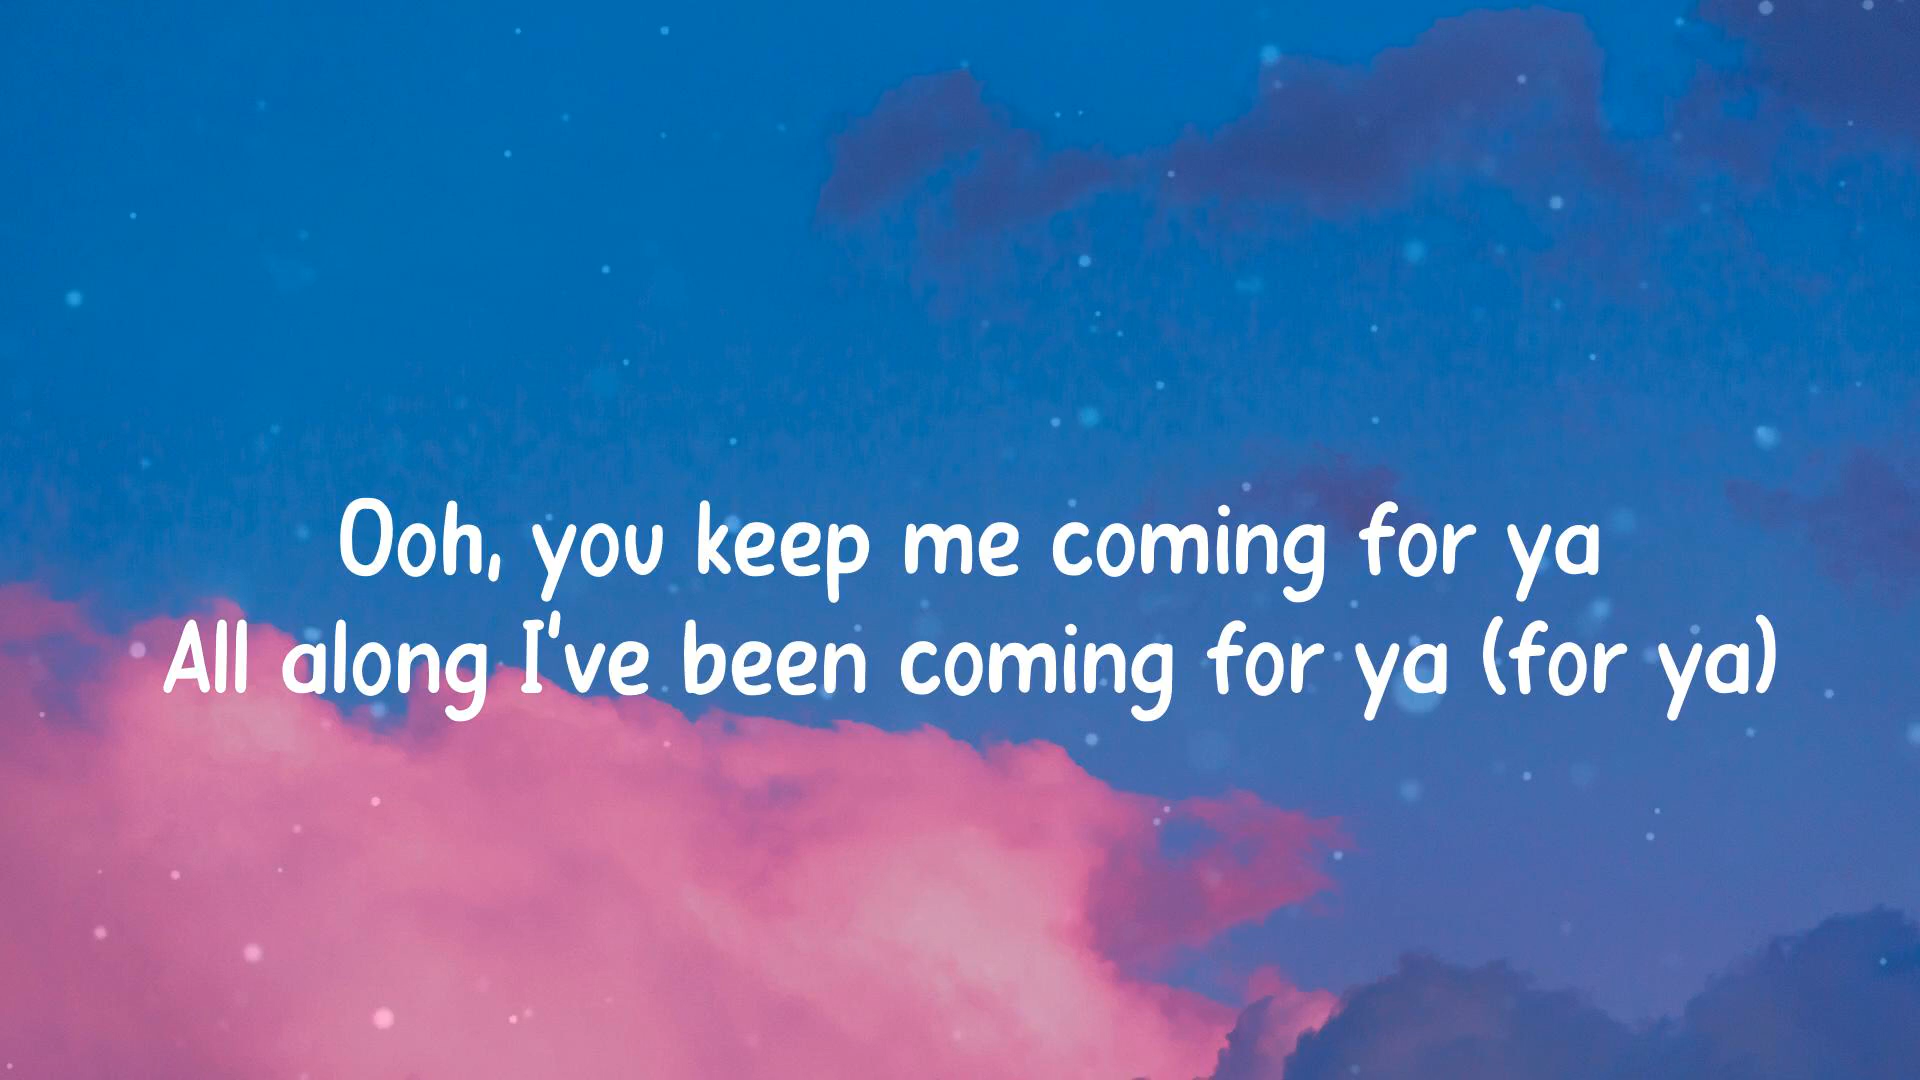 Ooh, you keep me coming for ya
All along I've been coming for ya (for ya)